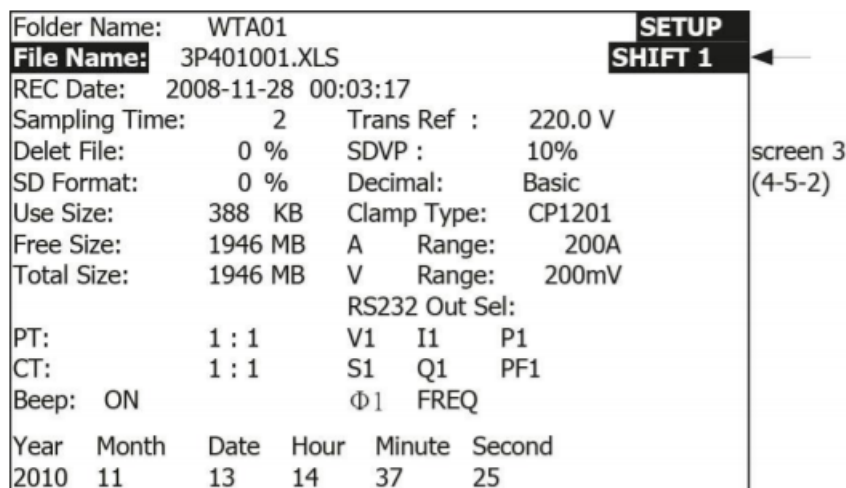 Folder Name: WTA01 SETUP
File Name: 3P401001.XLS SHIFT 1
REC Date: 2008-11-28 00:03:17
Sampling Time: 2 Trans Ref : 220.0 V
Delet File: 0 % SDVP : 10% screen 3
SD Format: 0 % Decimal: Basic (4-5-2)
Use Size: 388 KB Clamp Type: CP1201
Free Size: 1946 MB A Range: 200A
Total Size: 1946 MB V Range: 200mV
RS232 Out Sel:
PT: 1 : 1 V1 I1 P1
CT: 1 : 1 S1 Q1 PF1
Beep: ON Φ1 FREQ
Year Month Date Hour Minute Second
2010 11 13 14 37 25